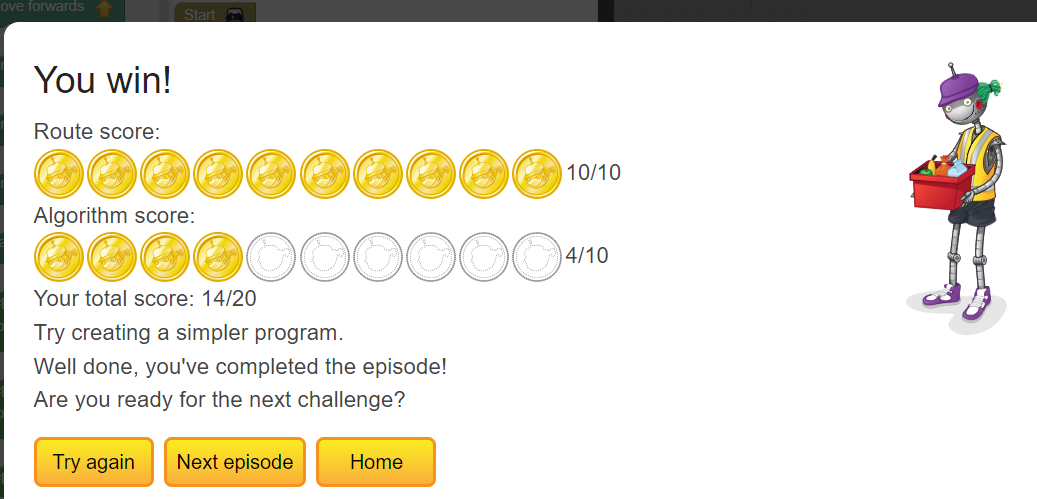 ove forwards
Start
You win!
Route score:
10/10
Algorithm score:
4/10
Your total score: 14/20
Try creating a simpler program.
Well done, you've completed the episode!
Are you ready for the next challenge?
Try again Next episode Home